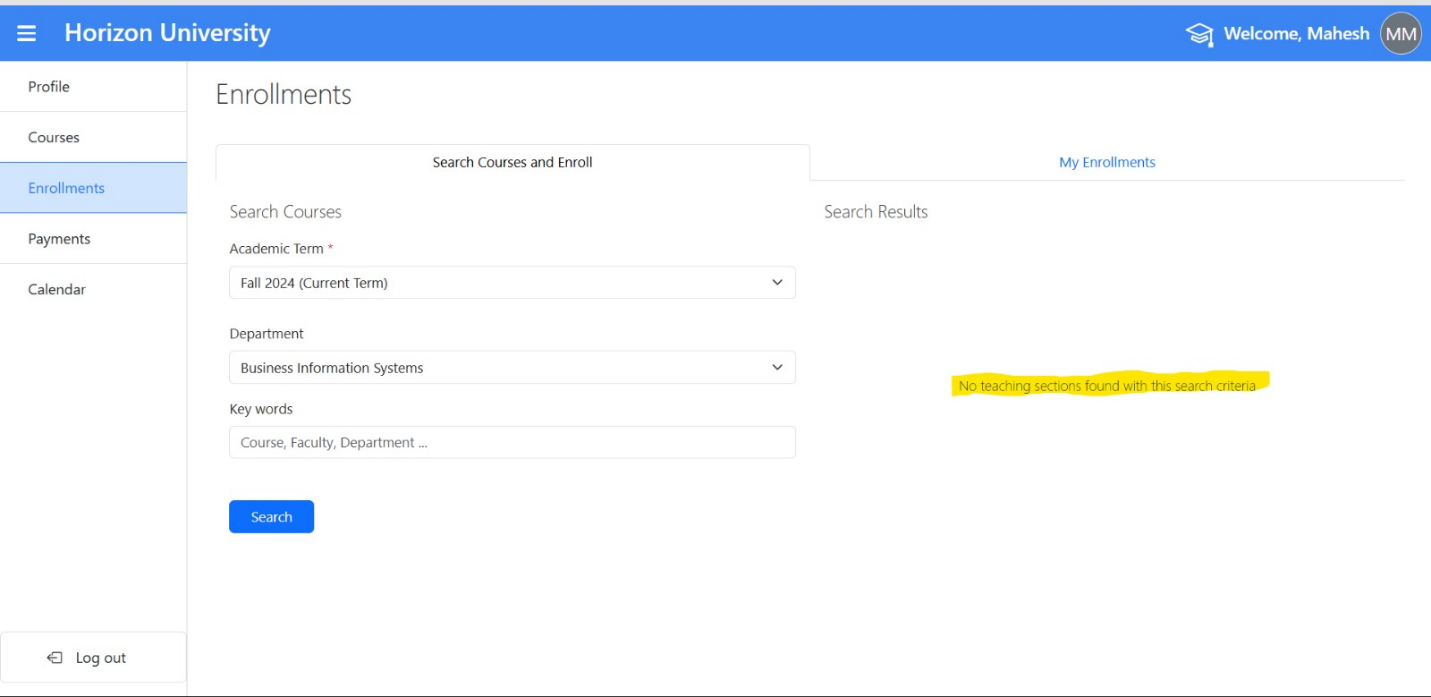 Horizon University
Welcome, Mahesh
MM
Profile
Courses
Enrollments
Payments
Calendar
Log out
Enrollments
Search Courses and Enroll
My Enrollments
Search Courses
Academic Term *
Fall 2024 (Current Term)
Department
Business Information Systems
Key words
Course, Faculty, Department ...
Search
Search Results
No teaching sections found with this search criteria